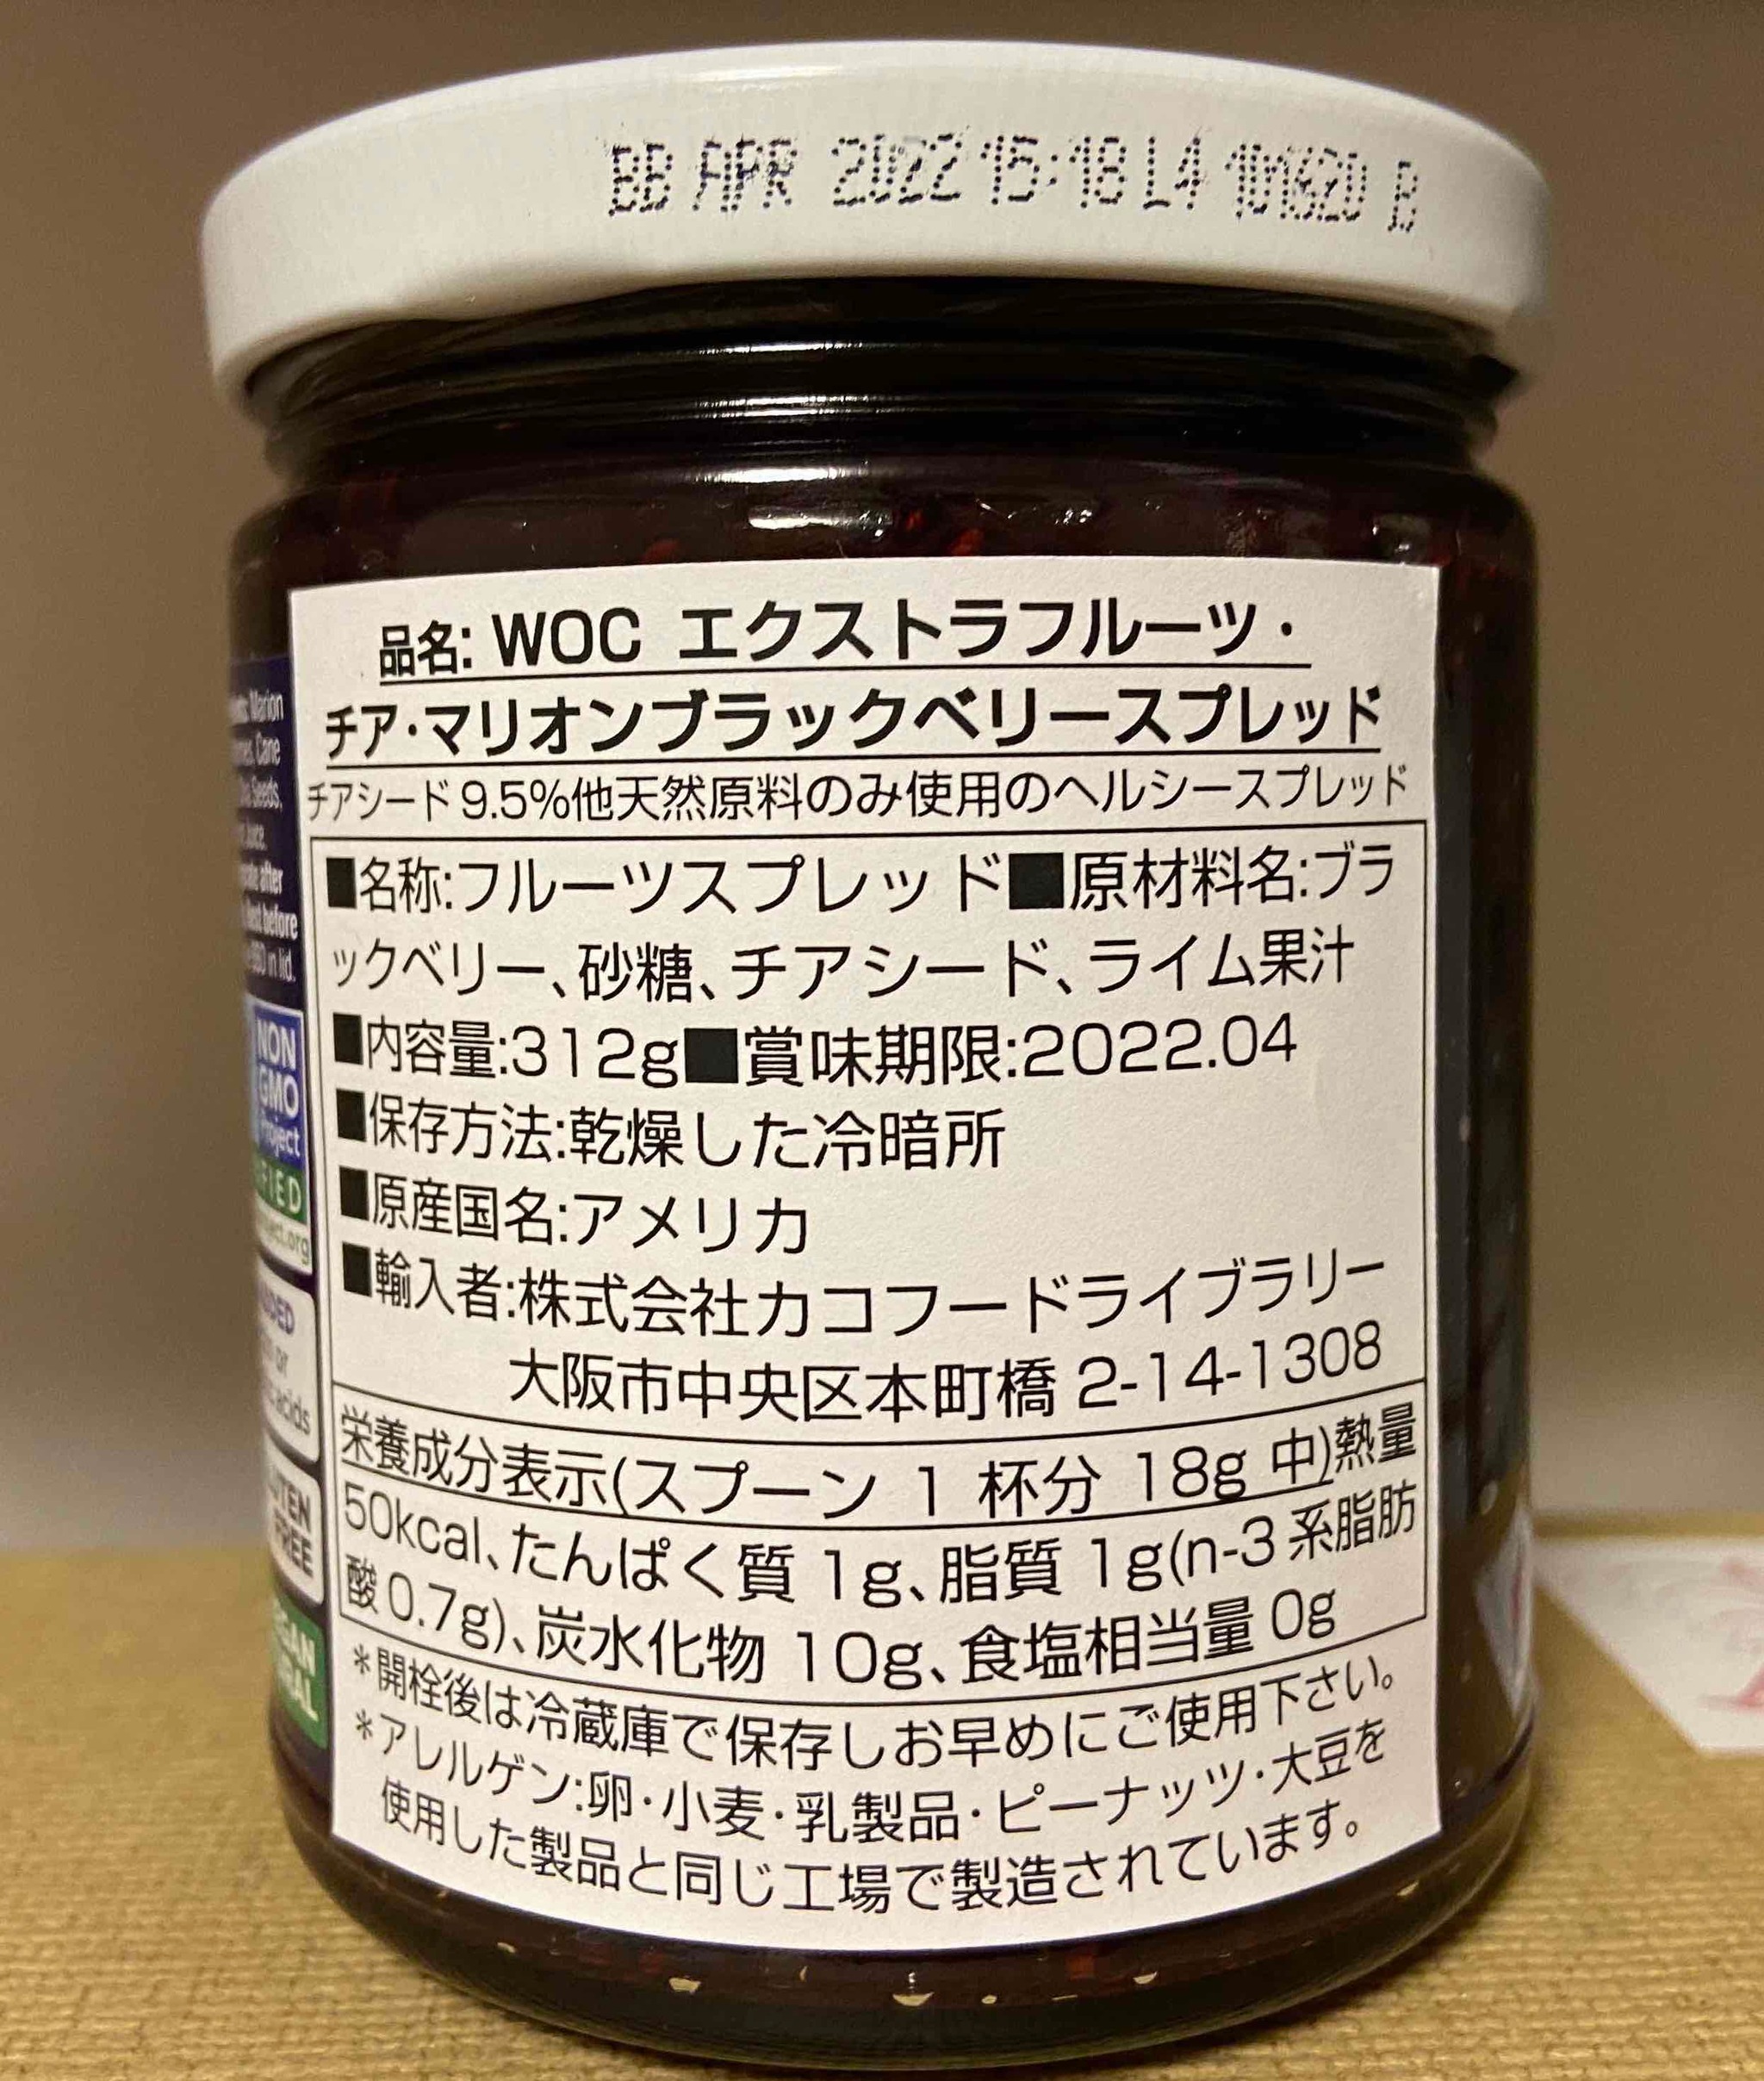 BB APR 2022 15:18 L4 101620 B
品名: WOC エクストラフルーツ・
チア・マリオンブラックベリースプレッド
チアシード9.5%他天然原料のみ使用のヘルシースプレッド
■名称:フルーツスプレッド■原材料名:ブラ
ックベリー、砂糖、チアシード、ライム果汁
■内容量:312g■賞味期限:2022.04
■保存方法:乾燥した冷暗所
■原産国名:アメリカ
■輸入者:株式会社カコフードライブラリー
大阪市中央区本町橋 2-14-1308
栄養成分表示(スプーン 1 杯分 18g 中)熱量
50kcal、たんぱく質 1g、脂質 1g(n-3 系脂肪
酸 0.7g)、炭水化物 10g、食塩相当量 0g
*開栓後は冷蔵庫で保存しお早めにご使用下さい。
*アレルゲン:卵・小麦・乳製品・ピーナッツ・大豆を
使用した製品と同じ工場で製造されています。
Marion
Cane
Seeds,
after
before
in lid.
NON
GMO